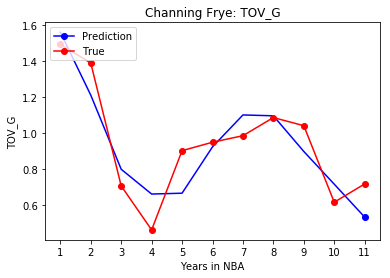 Channing Frye: TOV_G
Prediction
True
1.6
1.4
1.2
1.0
0.8
0.6
TOV_G
1 2 3 4 5 6 7 8 9 10 11
Years in NBA